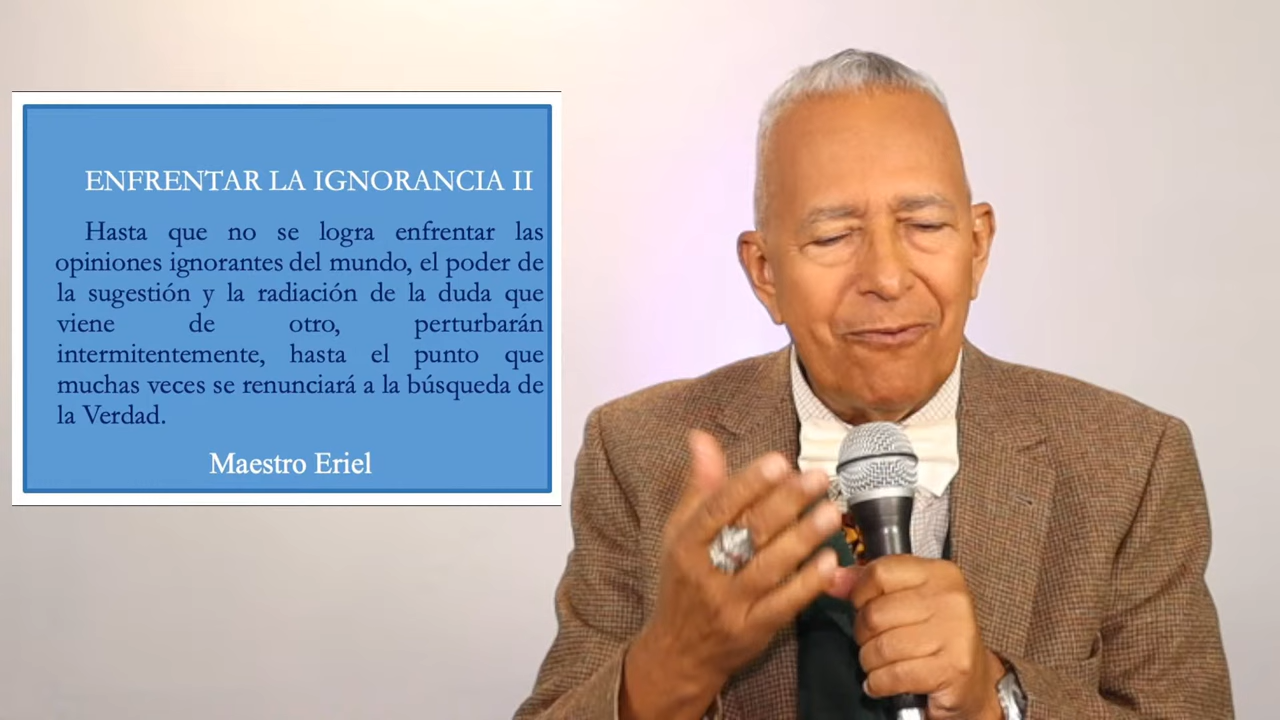 ENFRENTAR LA IGNORANCIA II
Hasta que no se logra enfrentar las
opiniones ignorantes del mundo, el poder de
la sugestión y la radiación de la duda que
viene de otro, perturbarán
intermitentemente, hasta el punto que
muchas veces se renunciará a la búsqueda de
la Verdad.
Maestro Eriel